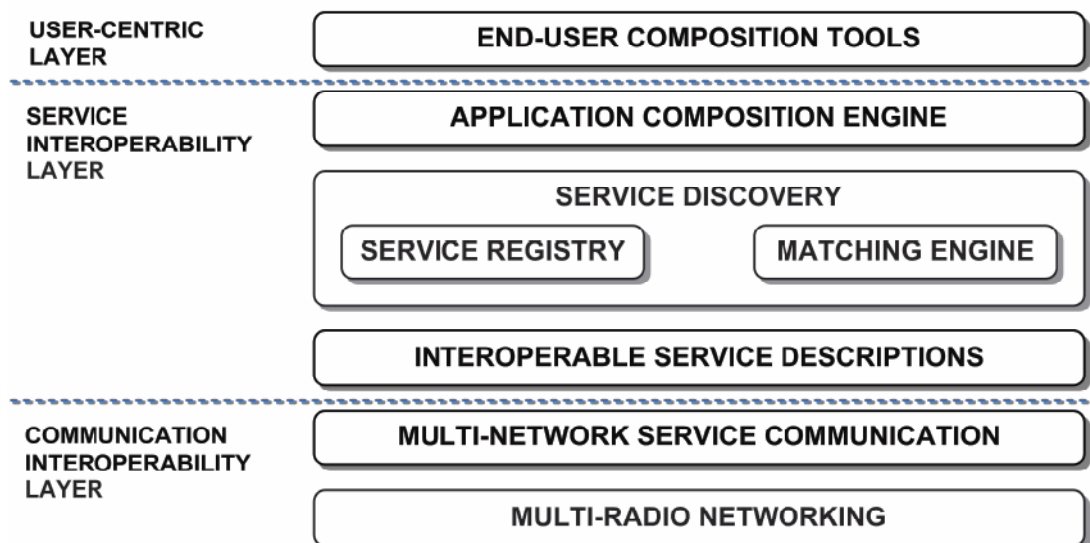 USER-CENTRIC
LAYER
END-USER COMPOSITION TOOLS
SERVICE
INTEROPERABILITY
LAYER
APPLICATION COMPOSITION ENGINE
SERVICE DISCOVERY
SERVICE REGISTRY
MATCHING ENGINE
INTEROPERABLE SERVICE DESCRIPTIONS
COMMUNICATION
INTEROPERABILITY
LAYER
MULTI-NETWORK SERVICE COMMUNICATION
MULTI-RADIO NETWORKING